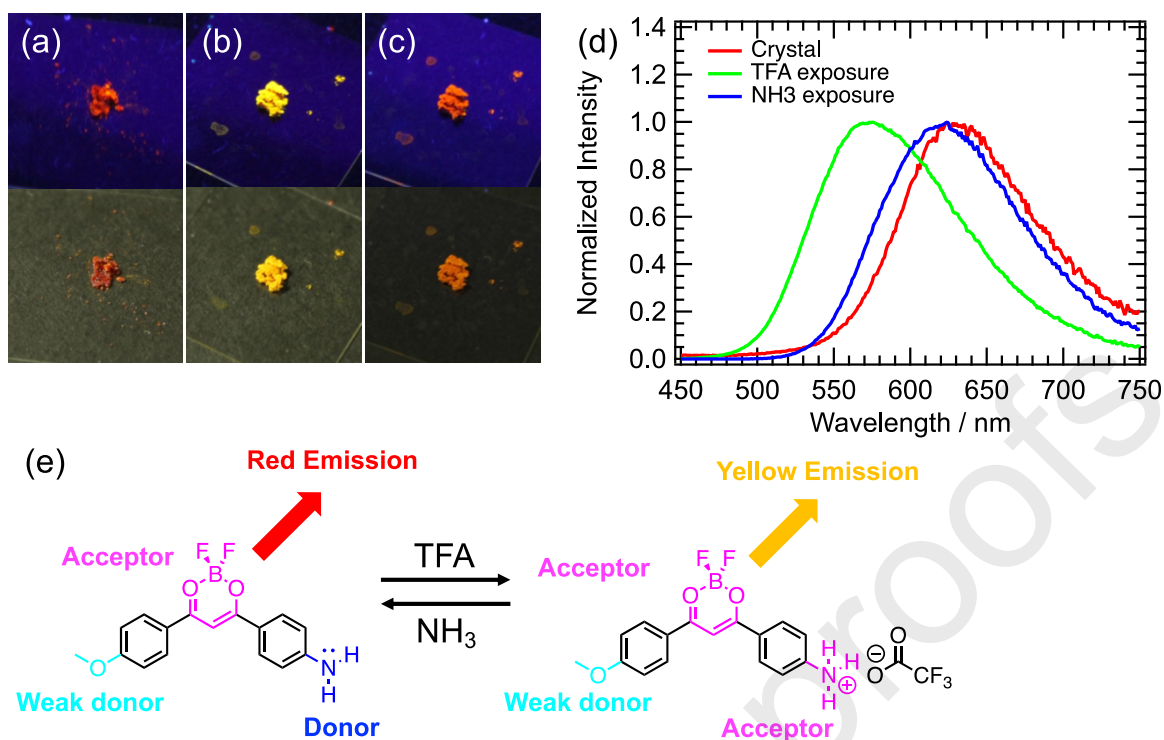 (a) (b) (c) (d)
Crystal
TFA exposure
NH3 exposure
Normalized Intensity
1.4
1.2
1.0
0.8
0.6
0.4
0.2
0.0
450 500 550 600 650 700 750
Wavelength / nm
(e)
Red Emission
Yellow Emission
Acceptor
F F
B
O O
O
N H
H
Weak donor
Donor
TFA
NH3
Acceptor
F F
B
O O
O
H
N H
H
⊕
⊖
O
O
CF3
Weak donor
Acceptor
proofs